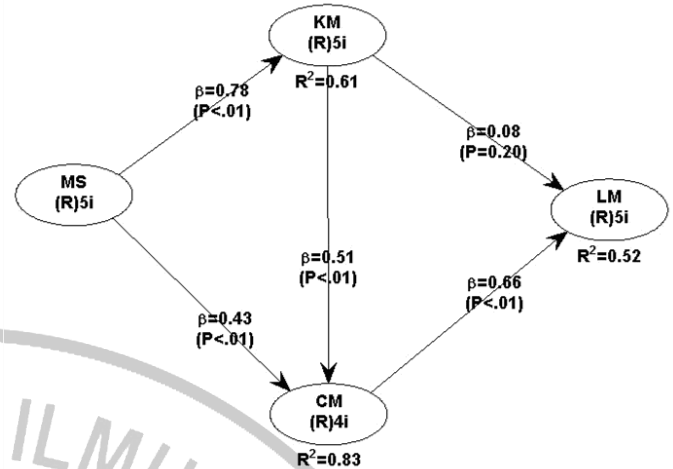 KM
(R)5i
R²=0.61
β=0.78
(P<.01)
β=0.08
(P=0.20)
MS
(R)5i
LM
(R)5i
R²=0.52
β=0.51
(P<.01)
β=0.66
(P<.01)
β=0.43
(P<.01)
CM
(R)4i
R²=0.83
ILMU